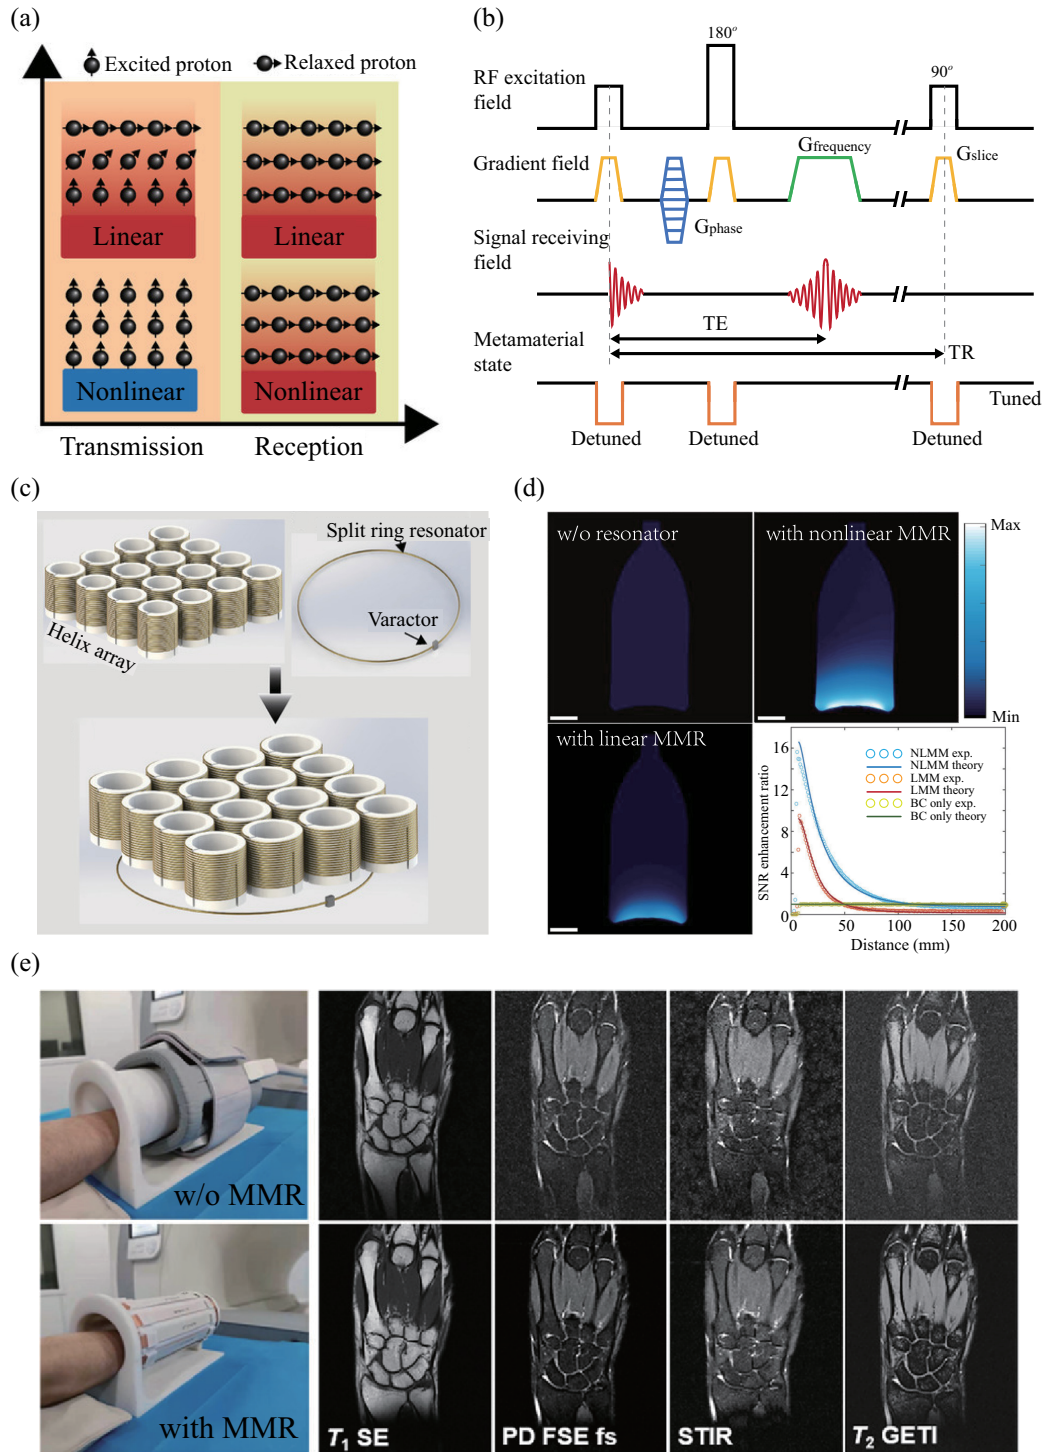 (a)
Excited proton
Relaxed proton
Linear
Linear
Nonlinear
Nonlinear
Transmission
Reception
(b)
180°
90°
RF excitation
field
Gradient field
Gfrequency
Gslice
Gphase
Signal receiving
field
TE
TR
Metamaterial
state
Tuned
Detuned
Detuned
Detuned
(c)
Split ring resonator
Varactor
Helix array
(d)
w/o resonator
with nonlinear MMR
Max
Min
with linear MMR
16
12
8
4
0
SNR enhancement ratio
NLMM exp.
NLMM theory
LMM exp.
LMM theory
BC only exp.
BC only theory
0
50
100
150
200
Distance (mm)
(e)
w/o MMR
with MMR
T1 SE
PD FSE fs
STIR
T2 GETI